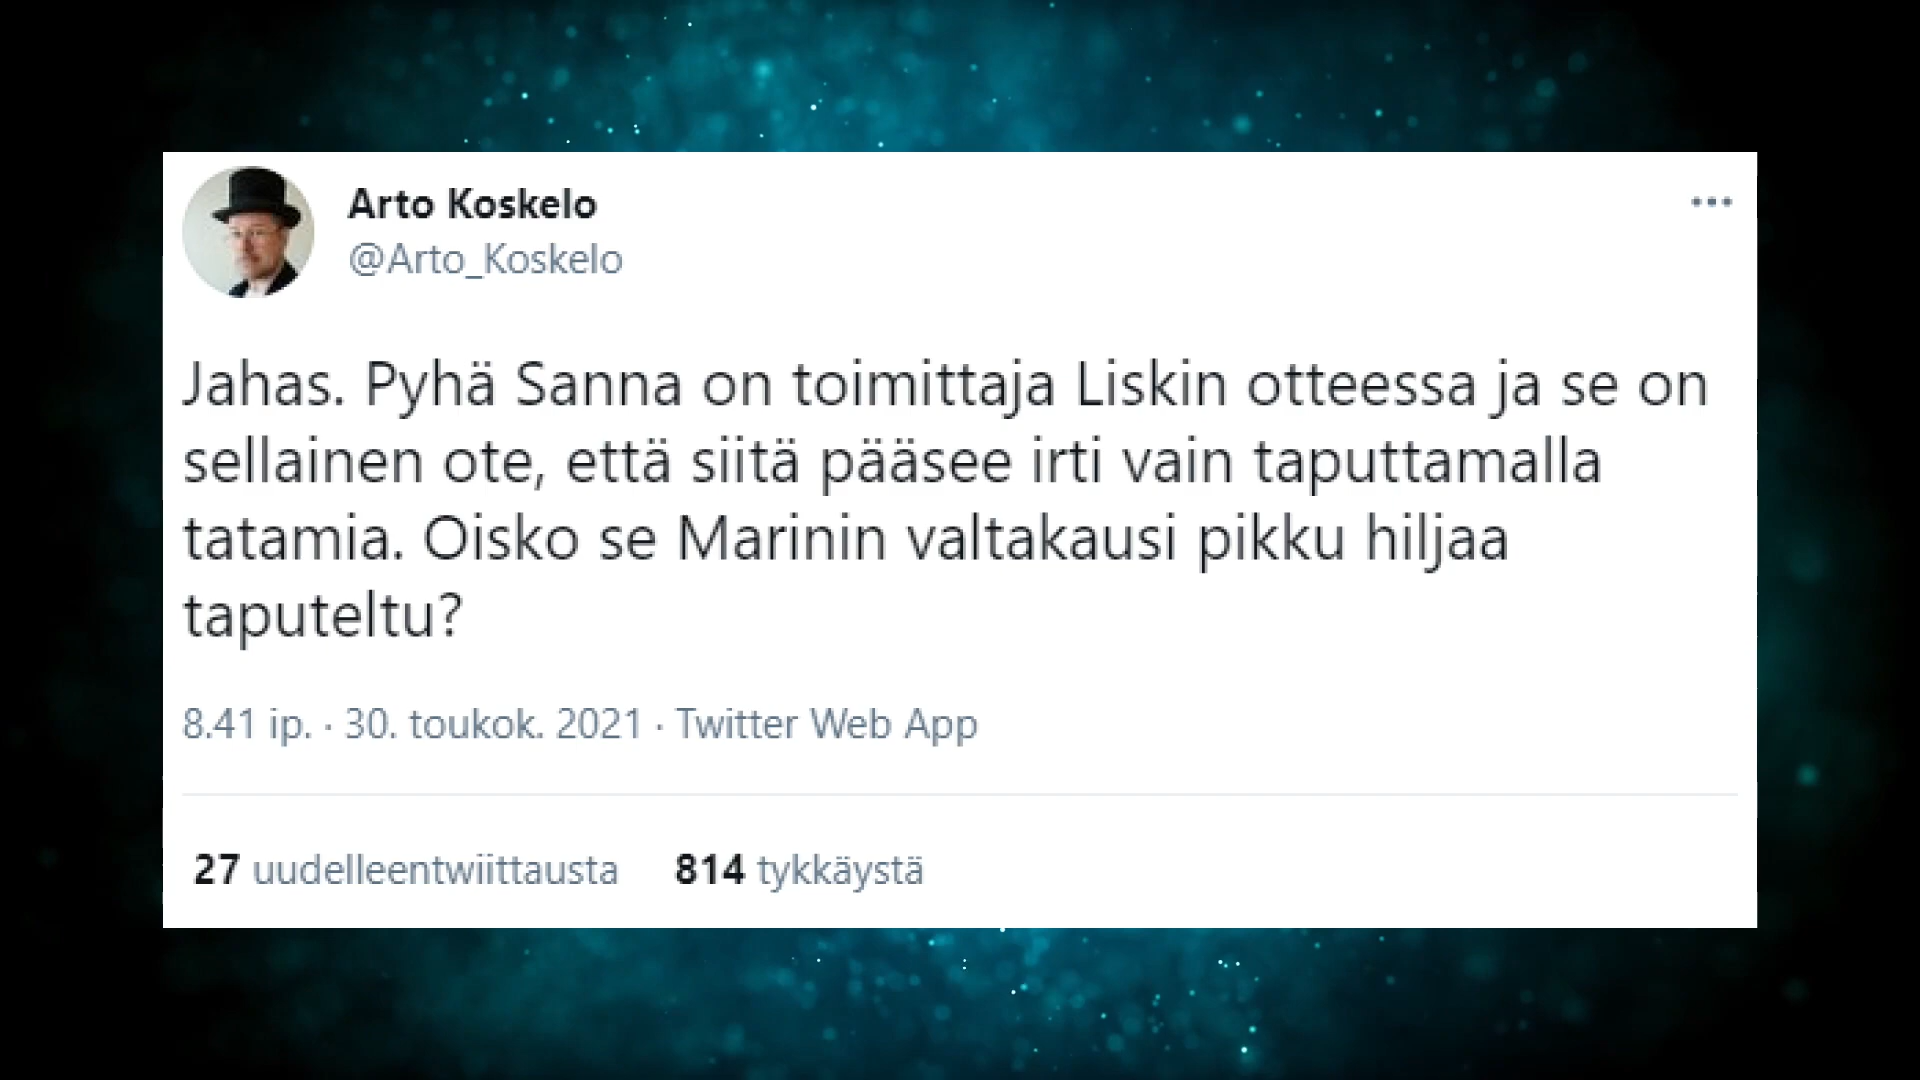 Arto Koskelo
@Arto_Koskelo
Jahas. Pyhä Sanna on toimittaja Liskin otteessa ja se on
sellainen ote, että siitä pääsee irti vain taputtamalla
tatamia. Oisko se Marinin valtakausi pikku hiljaa
taputeltu?
8.41 ip. · 30. toukok. 2021 · Twitter Web App
27 uudelleentwiittausta 814 tykkäystä